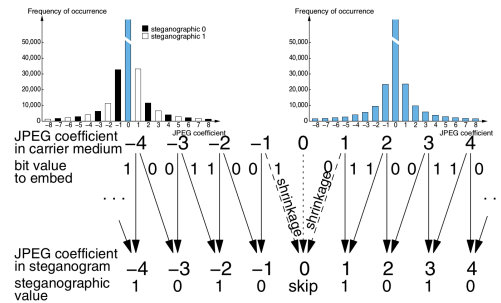 Frequency of occurrence
steganographic 0
steganographic 1
50,000
40,000
30,000
20,000
10,000
0
−8 −7 −6 −5 −4 −3 −2 −1 0 1 2 3 4 5 6 7 8
JPEG coefficient
Frequency of occurrence
50,000
40,000
30,000
20,000
10,000
0
−8 −7 −6 −5 −4 −3 −2 −1 0 1 2 3 4 5 6 7 8
JPEG coefficient
JPEG coefficient
in carrier medium
−4 −3 −2 −1 0 1 2 3 4
bit value
to embed
1 0 0 1 1 0 0 1 0 1 1 0 0 1 1 0
shrinkage
shrinkage
. . .
. . .
JPEG coefficient
in steganogram
−4 −3 −2 −1 0 1 2 3 4
steganographic
value
1 0 1 0 skip 1 0 1 0